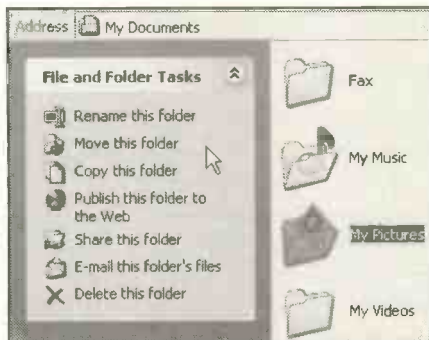 Address My Documents
File and Folder Tasks
Rename this folder
Move this folder
Copy this folder
Publish this folder to
the Web
Share this folder
E-mail this folder's files
Delete this folder
Fax
My Music
My Pictures
My Videos